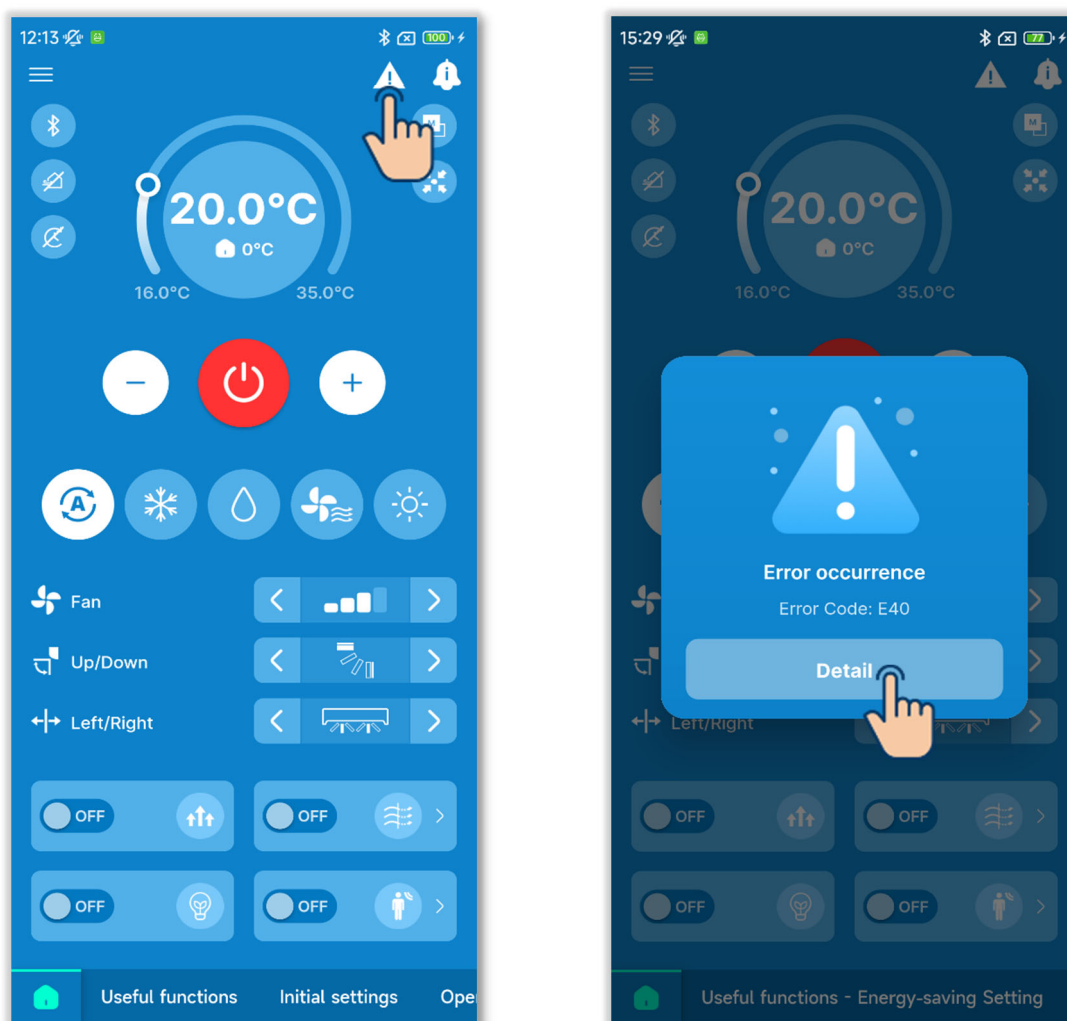 12:13
100
20.0°C
0°C
16.0°C
35.0°C
A
Fan
Up/Down
Left/Right
OFF
OFF
OFF
OFF
Useful functions
Initial settings
Ope
15:29
77
M
20.0°C
0°C
16.0°C
35.0°C
Error occurrence
Error Code: E40
Detail
Left/Right
OFF
OFF
OFF
OFF
Useful functions - Energy-saving Setting